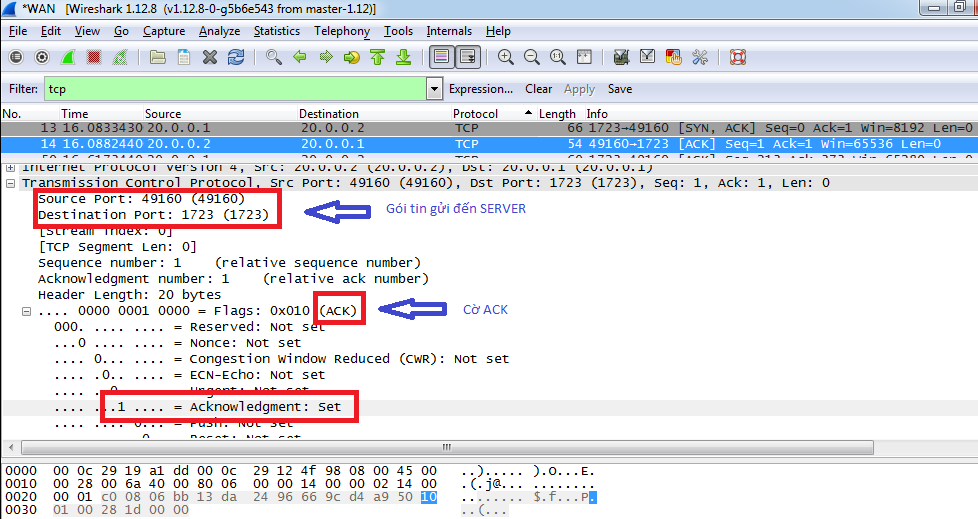 *WAN [Wireshark 1.12.8 (v1.12.8-0-g5b6e543 from master-1.12)]
File Edit View Go Capture Analyze Statistics Telephony Tools Internals Help
Filter: tcp Expression... Clear Apply Save
No. Time Source Destination Protocol Length Info
13 16.0833430 20.0.0.1 20.0.0.2 TCP 66 1723→49160 [SYN, ACK] Seq=0 Ack=1 Win=8192 Len=0
14 16.0882440 20.0.0.2 20.0.0.1 TCP 54 49160→1723 [ACK] Seq=1 Ack=1 Win=65536 Len=0
Internet Protocol Version 4, Src: 20.0.0.2 (20.0.0.2), Dst: 20.0.0.1 (20.0.0.1)
Transmission Control Protocol, Src Port: 49160 (49160), Dst Port: 1723 (1723), Seq: 1, Ack: 1, Len: 0
Source Port: 49160 (49160)
Destination Port: 1723 (1723)
Gói tin gửi đến SERVER
[Stream index: 0]
[TCP Segment Len: 0]
Sequence number: 1 (relative sequence number)
Acknowledgment number: 1 (relative ack number)
Header Length: 20 bytes
.... 0000 0001 0000 = Flags: 0x010 (ACK)
Cờ ACK
000. .... .... = Reserved: Not set
...0 .... .... = Nonce: Not set
.... 0... .... = Congestion Window Reduced (CWR): Not set
.... .0.. .... = ECN-Echo: Not set
.... ..0. .... = Urgent: Not set
.... ...1 .... = Acknowledgment: Set
.... .... 0... = Push: Not set
.... .... .0.. = Reset: Not set
0000 00 0c 29 19 a1 dd 00 0c 29 12 4f 98 08 00 45 00 ..)..... ).O...E.
0010 00 28 00 6a 40 00 80 06 00 00 14 00 00 02 14 00 .(.j@... ........
0020 00 01 c0 08 06 bb 13 da 24 96 66 9c d4 a9 50 10 ........ $.f...P.
0030 01 00 28 1d 00 00 ..(...